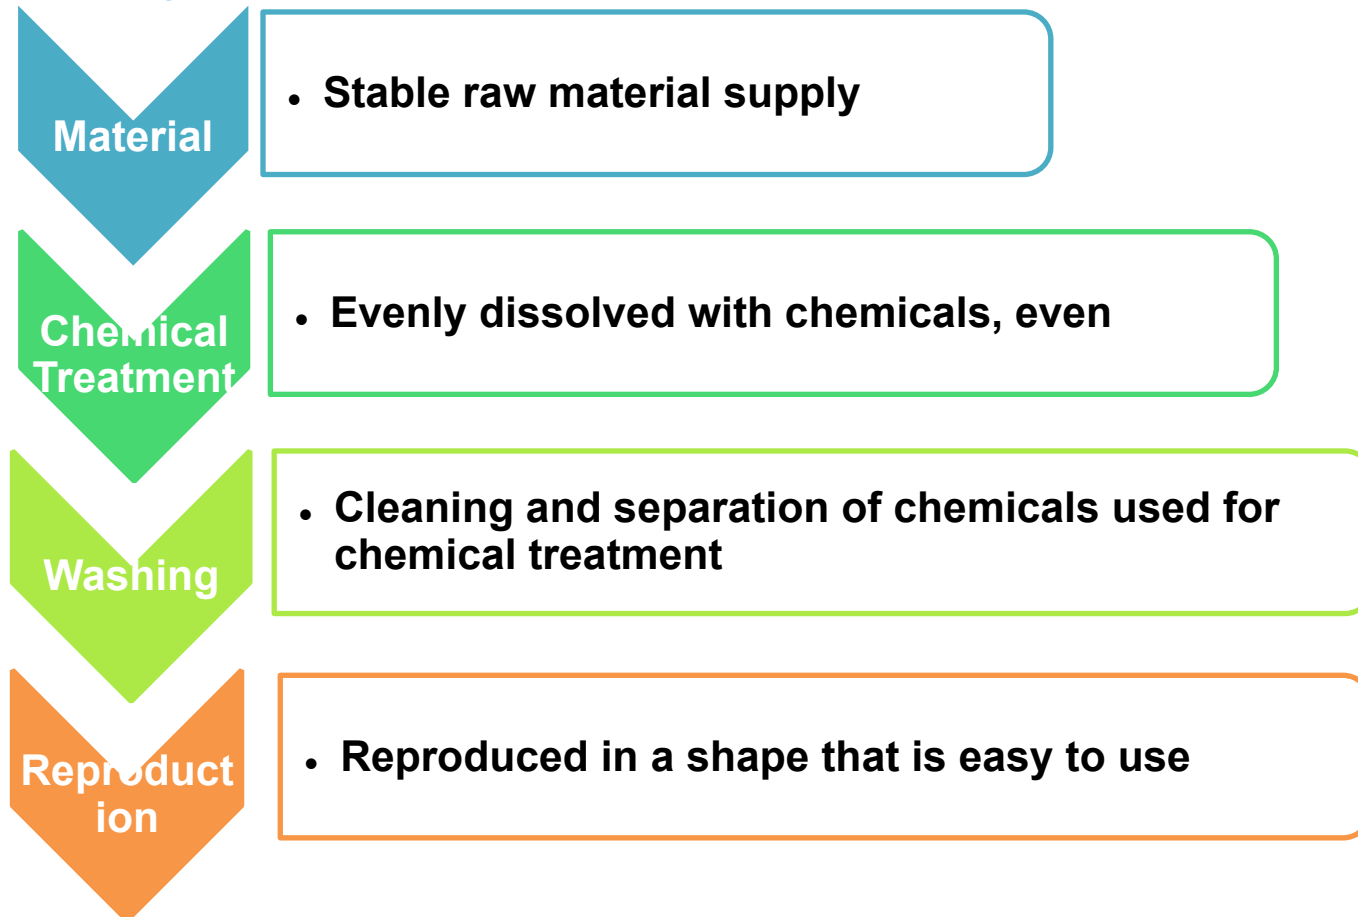 Material
• Stable raw material supply
Chemical
Treatment
• Evenly dissolved with chemicals, even
Washing
• Cleaning and separation of chemicals used for
chemical treatment
Reproduct
ion
• Reproduced in a shape that is easy to use